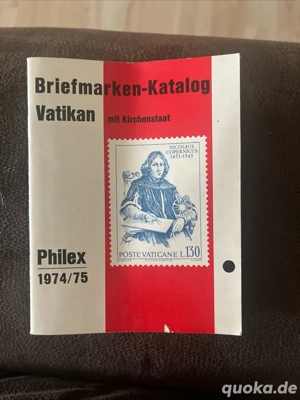 Briefmarken-Katalog
Vatikan mit Kirchenstaat
NICOLAUS
COPERNICUS
1473-1543
POSTE VATICANE L.130
Philex
1974/75
quoka.de